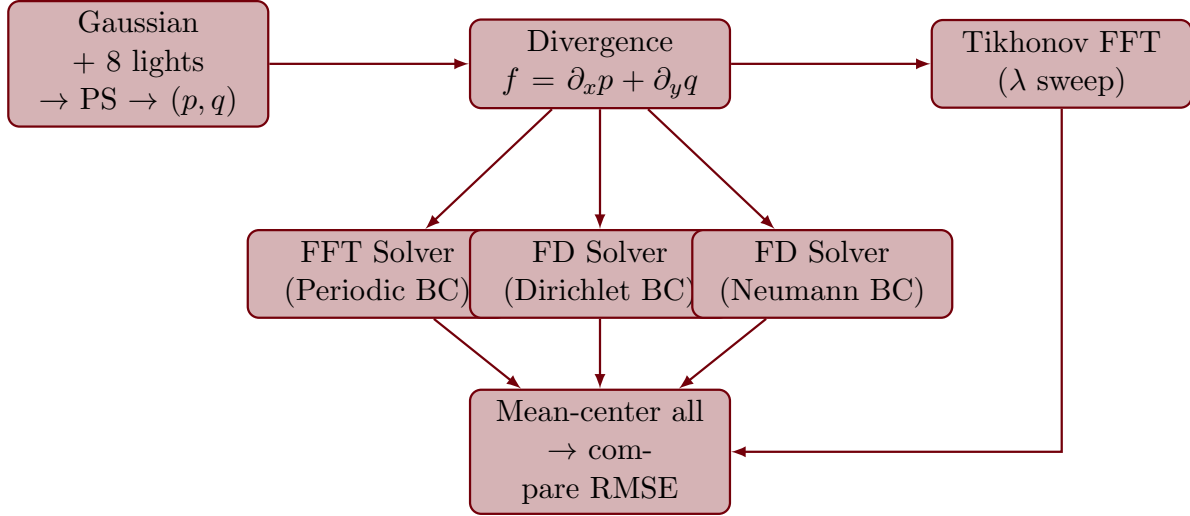 Gaussian
+ 8 lights
→ PS → (p, q)
Divergence
f = ∂ₓp + ∂ᵧq
Tikhonov FFT
(λ sweep)
FFT Solver
(Periodic BC)
FD Solver
(Dirichlet BC)
FD Solver
(Neumann BC)
Mean-center all
→ com-
pare RMSE